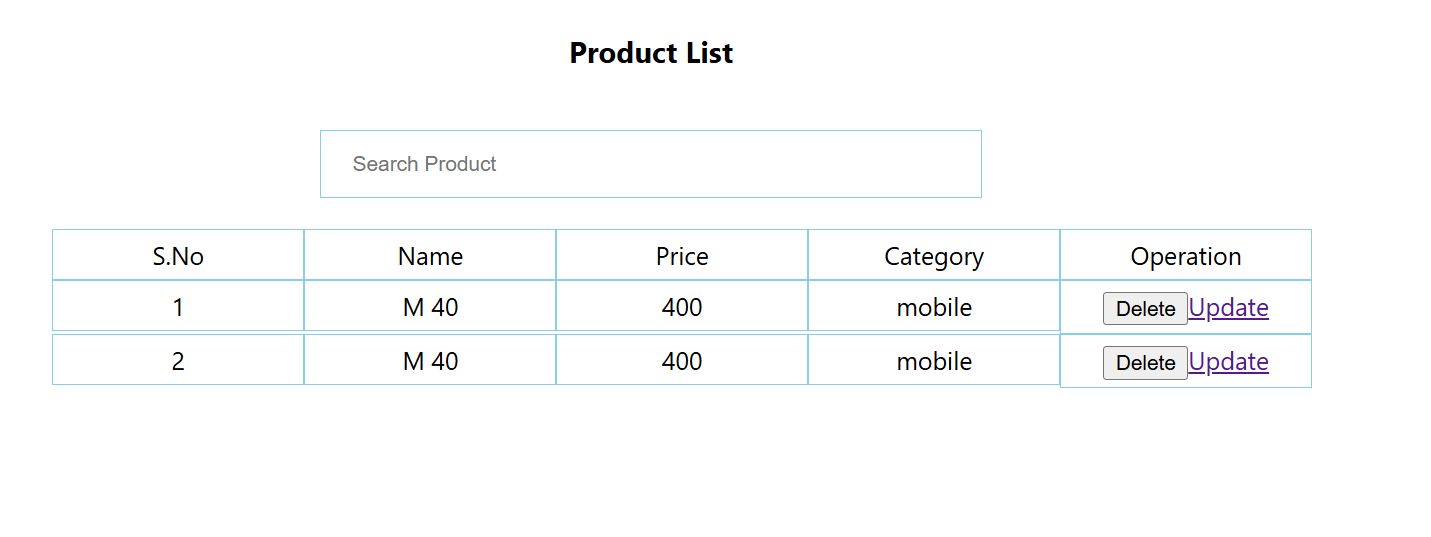 Product List
Search Product
S.No Name Price Category Operation
1 M 40 400 mobile Delete Update
2 M 40 400 mobile Delete Update